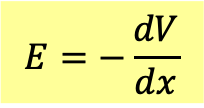 E = − dV/dx